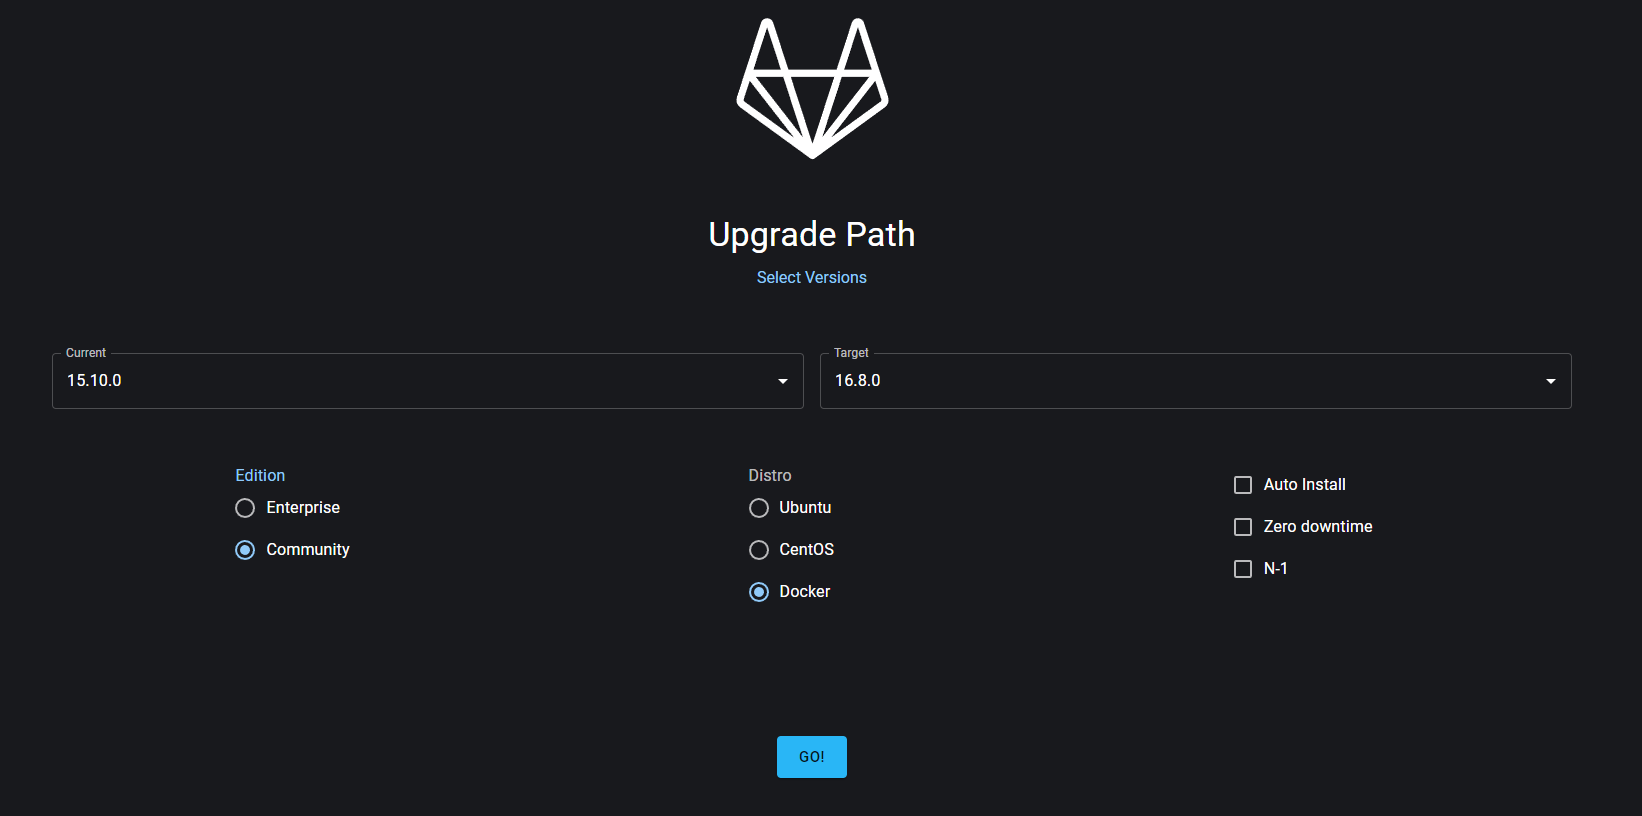 Upgrade Path
Select Versions
Current
15.10.0
Target
16.8.0
Edition
Enterprise
Community
Distro
Ubuntu
CentOS
Docker
Auto Install
Zero downtime
N-1
GO!